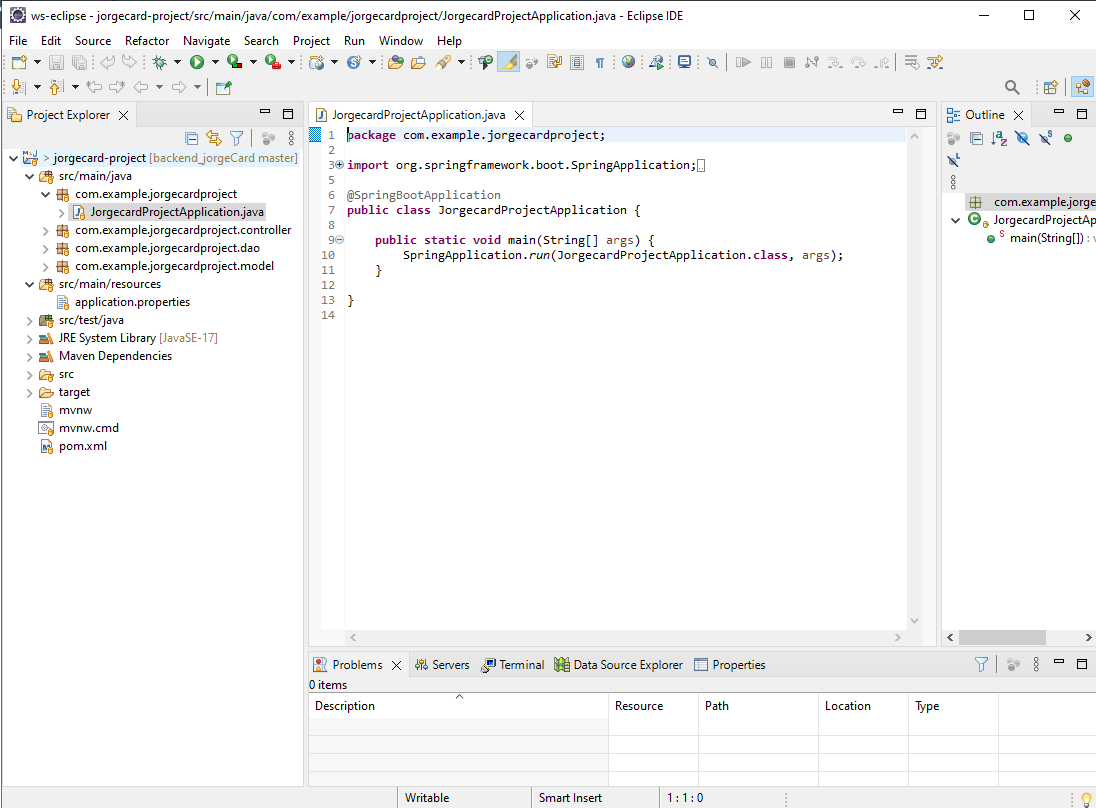 ws-eclipse - jorgecard-project/src/main/java/com/example/jorgecardproject/JorgecardProjectApplication.java - Eclipse IDE
File Edit Source Refactor Navigate Search Project Run Window Help
Project Explorer
> jorgecard-project [backend_jorgeCard master]
src/main/java
com.example.jorgecardproject
JorgecardProjectApplication.java
com.example.jorgecardproject.controller
com.example.jorgecardproject.dao
com.example.jorgecardproject.model
src/main/resources
application.properties
src/test/java
JRE System Library [JavaSE-17]
Maven Dependencies
src
target
mvnw
mvnw.cmd
pom.xml
JorgecardProjectApplication.java
1 package com.example.jorgecardproject;
2
3 import org.springframework.boot.SpringApplication;
5
6 @SpringBootApplication
7 public class JorgecardProjectApplication {
8
9 public static void main(String[] args) {
10 SpringApplication.run(JorgecardProjectApplication.class, args);
11 }
12
13 }
14
Outline
com.example.jorge
JorgecardProjectAp
main(String[]) : v
Problems Servers Terminal Data Source Explorer Properties
0 items
Description Resource Path Location Type
Writable Smart Insert 1 : 1 : 0